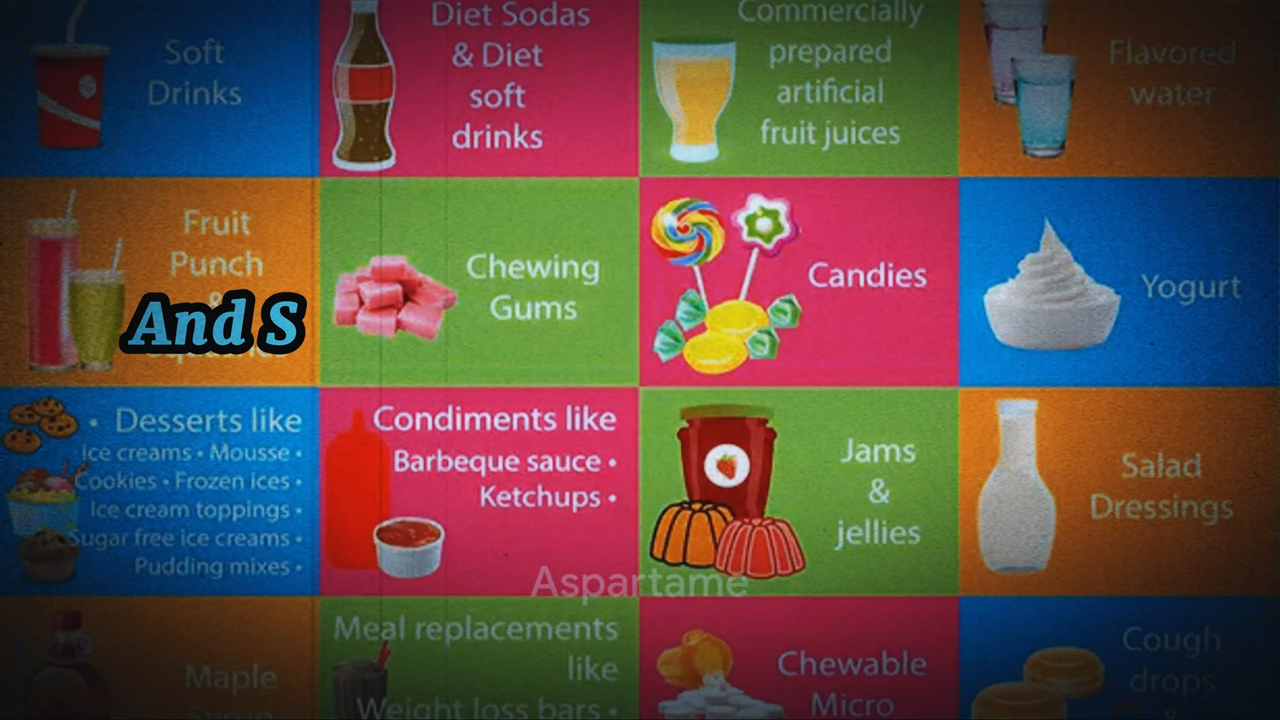 Soft
Drinks
Diet Sodas
& Diet
soft
drinks
Commercially
prepared
artificial
fruit juices
Flavored
water
Fruit
Punch
&
And S
Chewing
Gums
Candies
Yogurt
• Desserts like
Ice creams • Mousse •
Cookies • Frozen ices •
Ice cream toppings •
Sugar free ice creams •
Pudding mixes •
Condiments like
Barbeque sauce •
Ketchups •
Jams
&
jellies
Salad
Dressings
Aspartame
Maple
Syrup
Meal replacements
like
Weight loss bars •
Chewable
Micro
Cough
drops